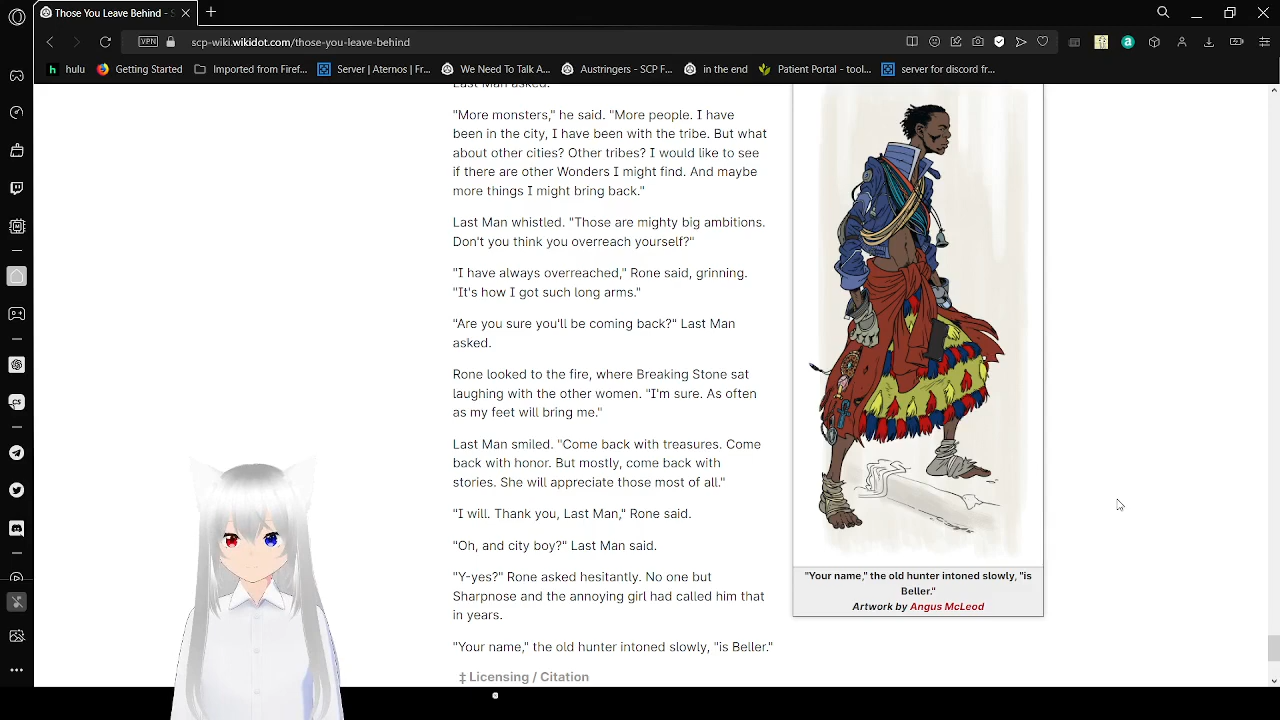 Those You Leave Behind - S
scp-wiki.wikidot.com/those-you-leave-behind
VPN
hulu
Getting Started
Imported from Firef...
Server | Aternos | Fr...
We Need To Talk A...
Austringers - SCP F...
in the end
Patient Portal - tool...
server for discord fr...
Last Man asked.
"More monsters," he said. "More people. I have
been in the city, I have been with the tribe. But what
about other cities? Other tribes? I would like to see
if there are other Wonders I might find. And maybe
more things I might bring back."
Last Man whistled. "Those are mighty big ambitions.
Don't you think you overreach yourself?"
"I have always overreached," Rone said, grinning.
"It's how I got such long arms."
"Are you sure you'll be coming back?" Last Man
asked.
Rone looked to the fire, where Breaking Stone sat
laughing with the other women. "I'm sure. As often
as my feet will bring me."
Last Man smiled. "Come back with treasures. Come
back with honor. But mostly, come back with
stories. She will appreciate those most of all."
"I will. Thank you, Last Man," Rone said.
"Oh, and city boy?" Last Man said.
"Y-yes?" Rone asked hesitantly. No one but
Sharpnose and the annoying girl had called him that
in years.
"Your name," the old hunter intoned slowly, "is Beller."
‡ Licensing / Citation
"Your name," the old hunter intoned slowly, "is
Beller."
Artwork by Angus McLeod